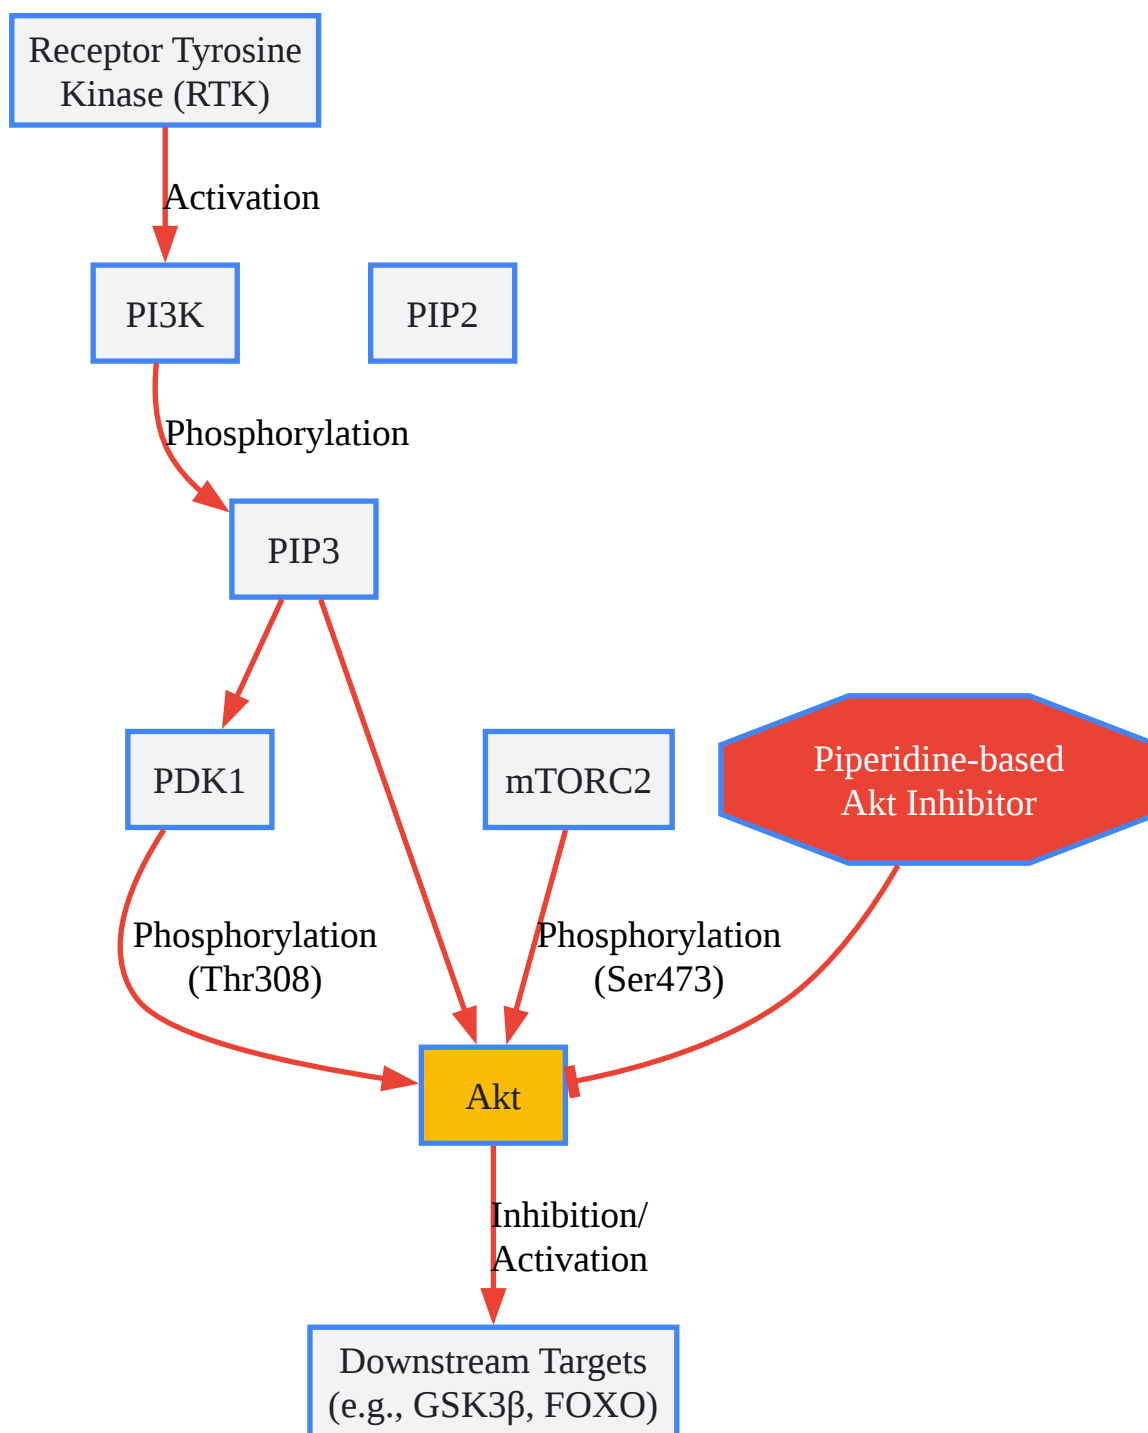 Receptor Tyrosine
Kinase (RTK)
Activation
PI3K
PIP2
Phosphorylation
PIP3
PDK1
mTORC2
Piperidine-based
Akt Inhibitor
Phosphorylation
(Thr308)
Phosphorylation
(Ser473)
Akt
Inhibition/
Activation
Downstream Targets
(e.g., GSK3β, FOXO)